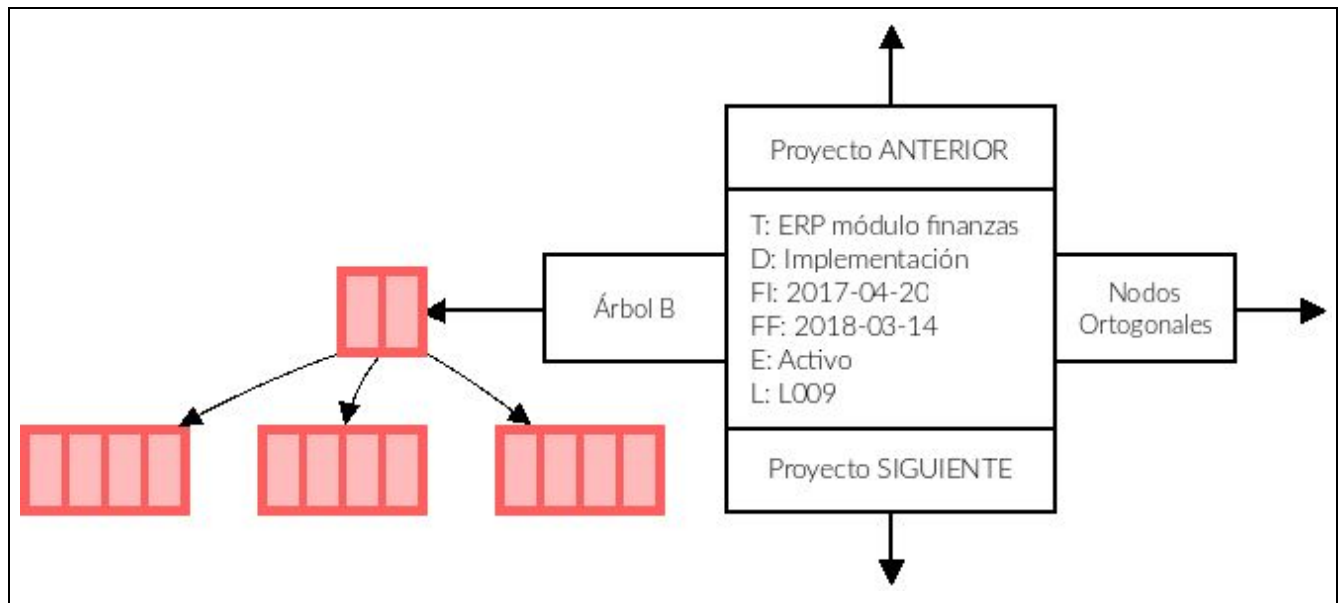 Proyecto ANTERIOR
T: ERP módulo finanzas
D: Implementación
FI: 2017-04-20
FF: 2018-03-14
E: Activo
L: L009
Árbol B
Nodos
Ortogonales
Proyecto SIGUIENTE